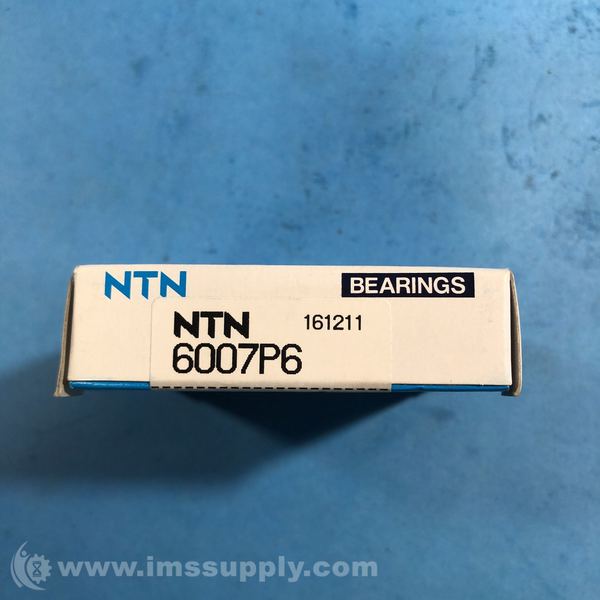 NTN BEARINGS
NTN 161211
6007P6
www.imssupply.com